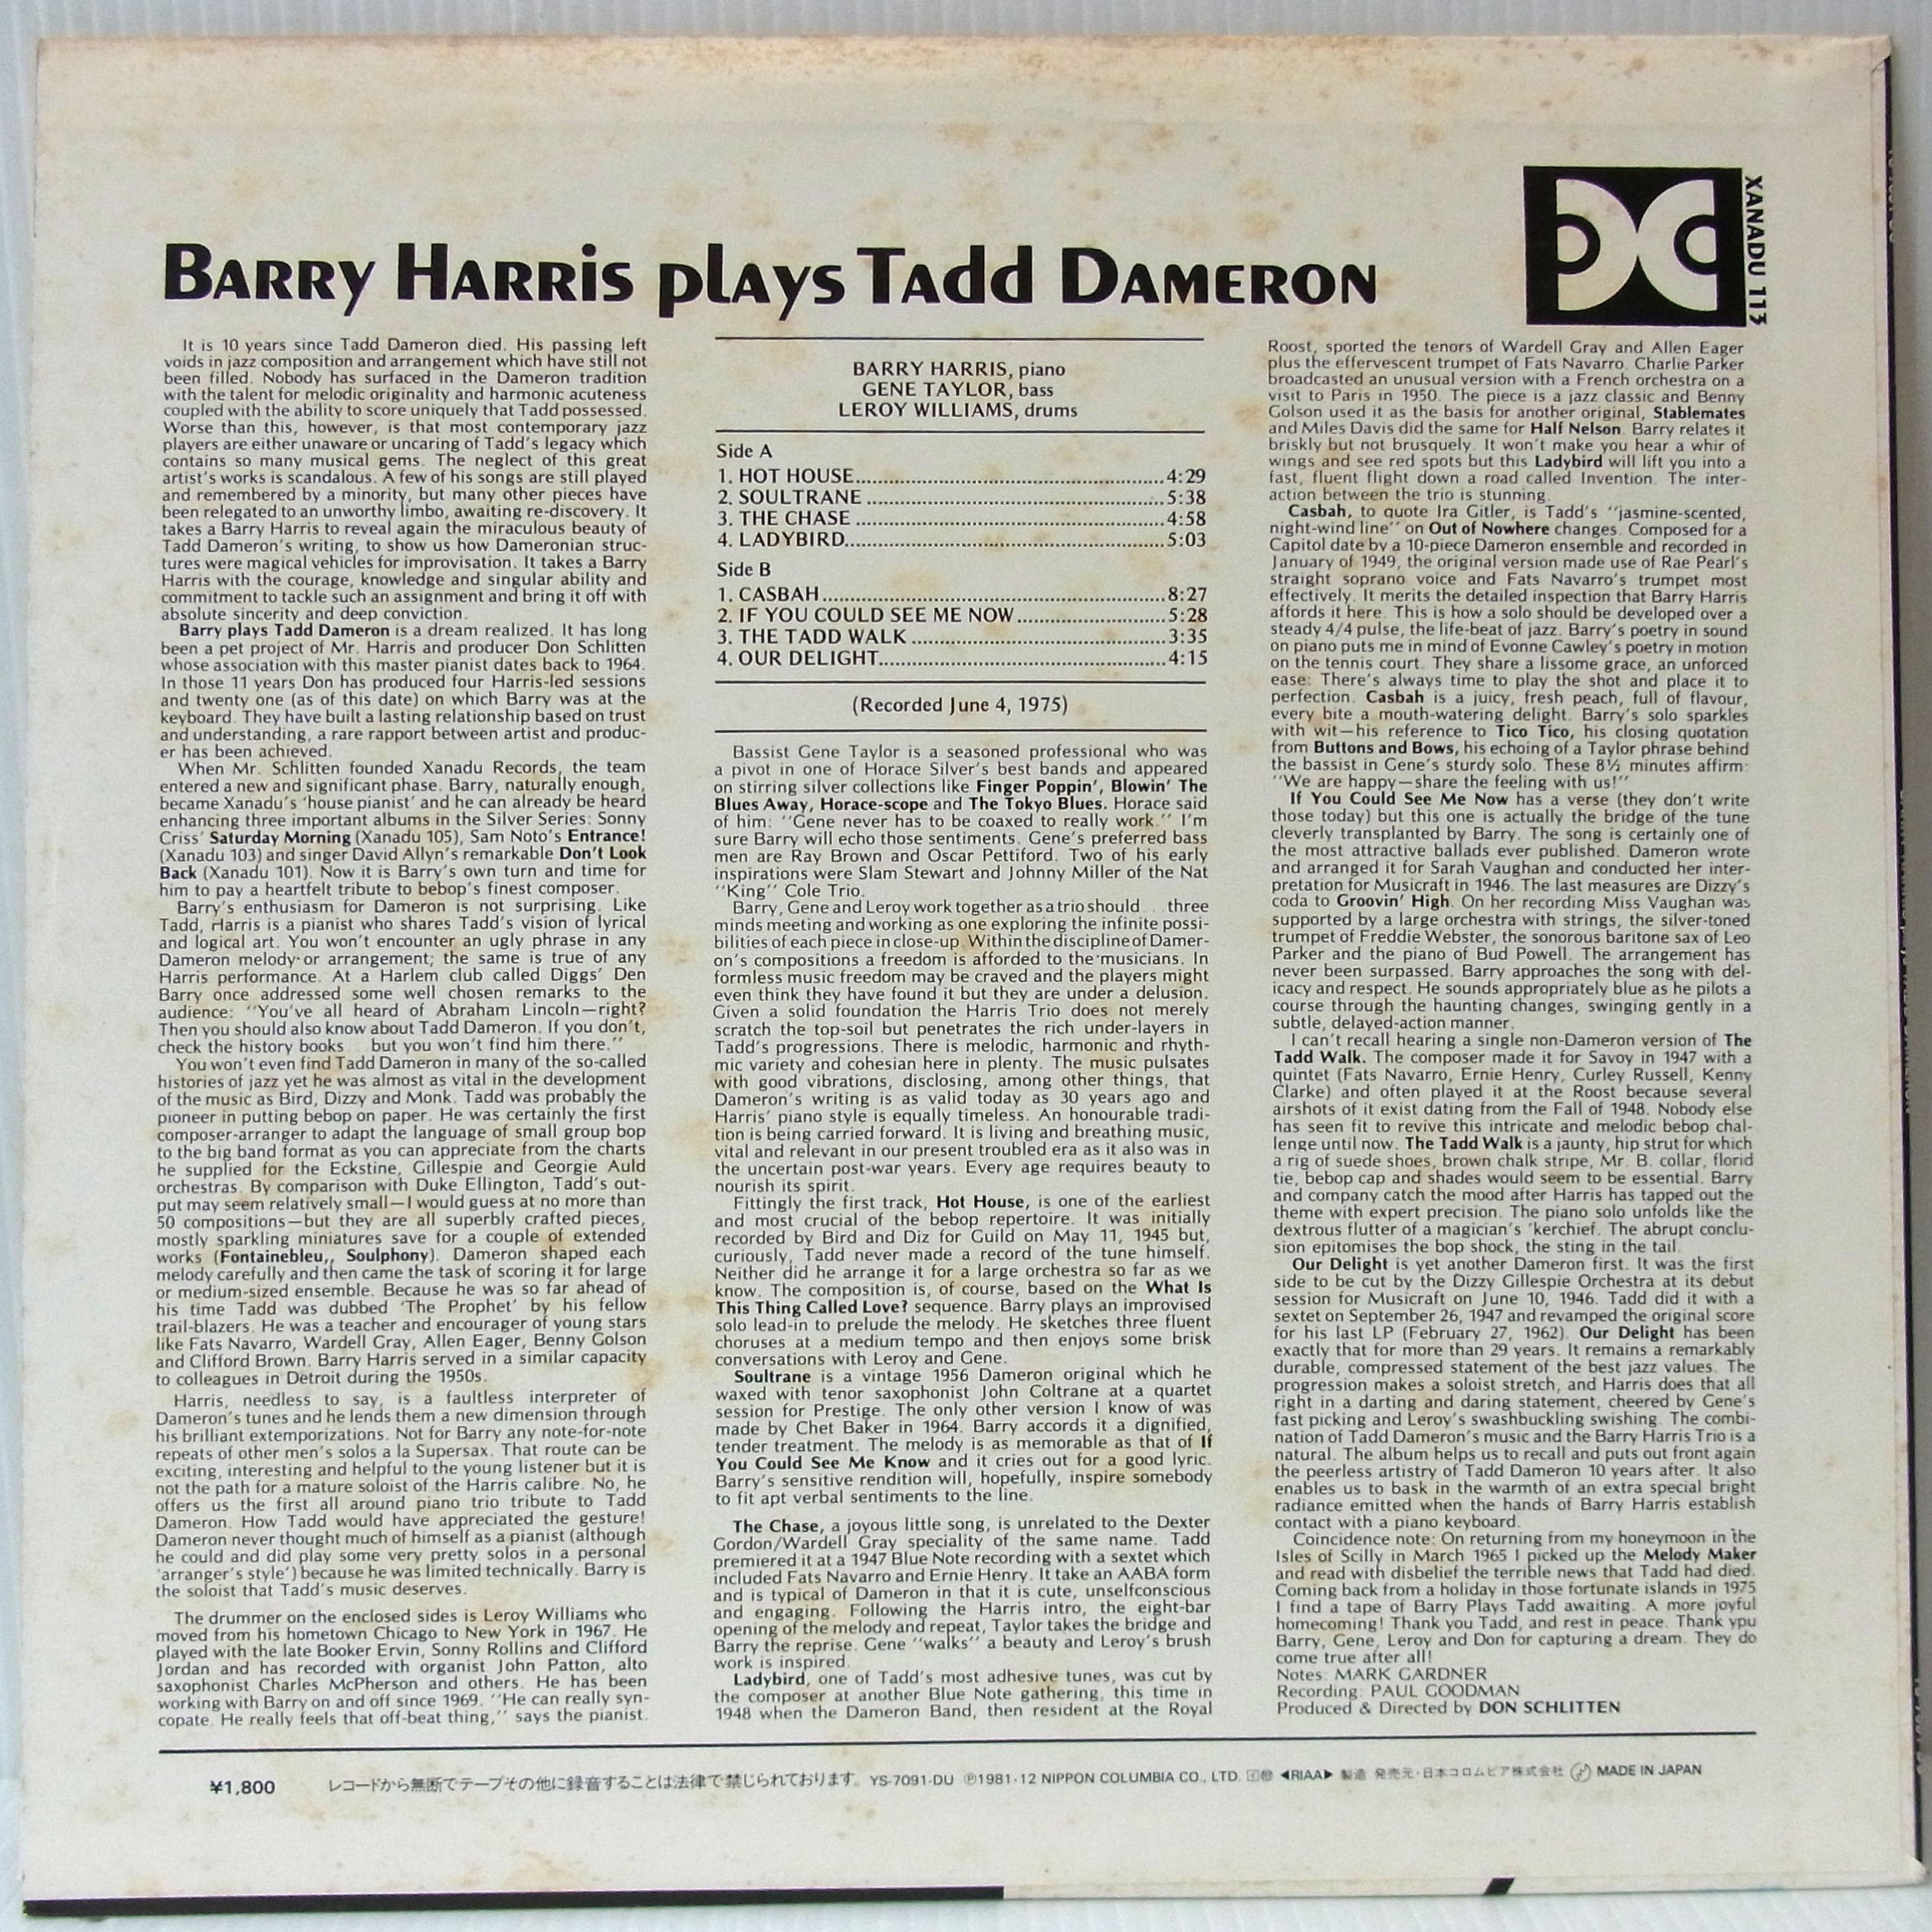 BARRY HARRis plAys TAdd DAMERON
XANADU 113
It is 10 years since Tadd Dameron died. His passing left
voids in jazz composition and arrangement which have still not
been filled. Nobody has surfaced in the Dameron tradition
with the talent for melodic originality and harmonic acuteness
coupled with the ability to score uniquely that Tadd possessed.
Worse than this, however, is that most contemporary jazz
players are either unaware or uncaring of Tadd's legacy which
contains so many musical gems. The neglect of this great
artist's works is scandalous. A few of his songs are still played
and remembered by a minority, but many other pieces have
been relegated to an unworthy limbo, awaiting re-discovery. It
takes a Barry Harris to reveal again the miraculous beauty of
Tadd Dameron's writing, to show us how Dameronian struc-
tures were magical vehicles for improvisation. It takes a Barry
Harris with the courage, knowledge and singular ability and
commitment to tackle such an assignment and bring it off with
absolute sincerity and deep conviction.
Barry plays Tadd Dameron is a dream realized. It has long
been a pet project of Mr. Harris and producer Don Schlitten
whose association with this master pianist dates back to 1964.
In those 11 years Don has produced four Harris-led sessions
and twenty one (as of this date) on which Barry was at the
keyboard. They have built a lasting relationship based on trust
and understanding, a rare rapport between artist and produc-
er has been achieved.
When Mr. Schlitten founded Xanadu Records, the team
entered a new and significant phase. Barry, naturally enough,
became Xanadu's 'house pianist' and he can already be heard
enhancing three important albums in the Silver Series: Sonny
Criss' Saturday Morning (Xanadu 105), Sam Noto's Entrance!
(Xanadu 103) and singer David Allyn's remarkable Don't Look
Back (Xanadu 101). Now it is Barry's own turn and time for
him to pay a heartfelt tribute to bebop's finest composer.
Barry's enthusiasm for Dameron is not surprising. Like
Tadd, Harris is a pianist who shares Tadd's vision of lyrical
and logical art. You won't encounter an ugly phrase in any
Dameron melody or arrangement; the same is true of any
Harris performance. At a Harlem club called Diggs' Den
Barry once addressed some well chosen remarks to the
audience: "You've all heard of Abraham Lincoln—right?
Then you should also know about Tadd Dameron. If you don't,
check the history books . . but you won't find him there."
You won't even find Tadd Dameron in many of the so-called
histories of jazz yet he was almost as vital in the development
of the music as Bird, Dizzy and Monk. Tadd was probably the
pioneer in putting bebop on paper. He was certainly the first
composer-arranger to adapt the language of small group bop
to the big band format as you can appreciate from the charts
he supplied for the Eckstine, Gillespie and Georgie Auld
orchestras. By comparison with Duke Ellington, Tadd's out-
put may seem relatively small—I would guess at no more than
50 compositions—but they are all superbly crafted pieces,
mostly sparkling miniatures save for a couple of extended
works (Fontainebleu,, Soulphony). Dameron shaped each
melody carefully and then came the task of scoring it for large
or medium-sized ensemble. Because he was so far ahead of
his time Tadd was dubbed 'The Prophet' by his fellow
trail-blazers. He was a teacher and encourager of young stars
like Fats Navarro, Wardell Gray, Allen Eager, Benny Golson
and Clifford Brown. Barry Harris served in a similar capacity
to colleagues in Detroit during the 1950s.
Harris, needless to say, is a faultless interpreter of
Dameron's tunes and he lends them a new dimension through
his brilliant extemporizations. Not for Barry any note-for-note
repeats of other men's solos a la Supersax. That route can be
exciting, interesting and helpful to the young listener but it is
not the path for a mature soloist of the Harris calibre. No, he
offers us the first all around piano trio tribute to Tadd
Dameron. How Tadd would have appreciated the gesture!
Dameron never thought much of himself as a pianist (although
he could and did play some very pretty solos in a personal
'arranger's style') because he was limited technically. Barry is
the soloist that Tadd's music deserves.
The drummer on the enclosed sides is Leroy Williams who
moved from his hometown Chicago to New York in 1967. He
played with the late Booker Ervin, Sonny Rollins and Clifford
Jordan and has recorded with organist John Patton, alto
saxophonist Charles McPherson and others. He has been
working with Barry on and off since 1969. "He can really syn-
copate. He really feels that off-beat thing," says the pianist.
BARRY HARRIS, piano
GENE TAYLOR, bass
LEROY WILLIAMS, drums
Side A
1. HOT HOUSE 4:29
2. SOULTRANE 5:38
3. THE CHASE 4:58
4. LADYBIRD 5:03
Side B
1. CASBAH 8:27
2. IF YOU COULD SEE ME NOW 5:28
3. THE TADD WALK 3:35
4. OUR DELIGHT 4:15
(Recorded June 4, 1975)
Bassist Gene Taylor is a seasoned professional who was
a pivot in one of Horace Silver's best bands and appeared
on stirring silver collections like Finger Poppin', Blowin' The
Blues Away, Horace-scope and The Tokyo Blues. Horace said
of him: "Gene never has to be coaxed to really work." I'm
sure Barry will echo those sentiments. Gene's preferred bass
men are Ray Brown and Oscar Pettiford. Two of his early
inspirations were Slam Stewart and Johnny Miller of the Nat
"King" Cole Trio.
Barry, Gene and Leroy work together as a trio should . . three
minds meeting and working as one exploring the infinite possi-
bilities of each piece in close-up. Within the discipline of Damer-
on's compositions a freedom is afforded to the musicians. In
formless music freedom may be craved and the players might
even think they have found it but they are under a delusion.
Given a solid foundation the Harris Trio does not merely
scratch the top-soil but penetrates the rich under-layers in
Tadd's progressions. There is melodic, harmonic and rhyth-
mic variety and cohesian here in plenty. The music pulsates
with good vibrations, disclosing, among other things, that
Dameron's writing is as valid today as 30 years ago and
Harris' piano style is equally timeless. An honourable tradi-
tion is being carried forward. It is living and breathing music,
vital and relevant in our present troubled era as it also was in
the uncertain post-war years. Every age requires beauty to
nourish its spirit.
Fittingly the first track, Hot House, is one of the earliest
and most crucial of the bebop repertoire. It was initially
recorded by Bird and Diz for Guild on May 11, 1945 but,
curiously, Tadd never made a record of the tune himself.
Neither did he arrange it for a large orchestra so far as we
know. The composition is, of course, based on the What Is
This Thing Called Love? sequence. Barry plays an improvised
solo lead-in to prelude the melody. He sketches three fluent
choruses at a medium tempo and then enjoys some brisk
conversations with Leroy and Gene.
Soultrane is a vintage 1956 Dameron original which he
waxed with tenor saxophonist John Coltrane at a quartet
session for Prestige. The only other version I know of was
made by Chet Baker in 1964. Barry accords it a dignified,
tender treatment. The melody is as memorable as that of If
You Could See Me Know and it cries out for a good lyric.
Barry's sensitive rendition will, hopefully, inspire somebody
to fit apt verbal sentiments to the line.
The Chase, a joyous little song, is unrelated to the Dexter
Gordon/Wardell Gray speciality of the same name. Tadd
premiered it at a 1947 Blue Note recording with a sextet which
included Fats Navarro and Ernie Henry. It take an AABA form
and is typical of Dameron in that it is cute, unselfconscious
and engaging. Following the Harris intro, the eight-bar
opening of the melody and repeat, Taylor takes the bridge and
Barry the reprise. Gene "walks" a beauty and Leroy's brush
work is inspired.
Ladybird, one of Tadd's most adhesive tunes, was cut by
the composer at another Blue Note gathering, this time in
1948 when the Dameron Band, then resident at the Royal
Roost, sported the tenors of Wardell Gray and Allen Eager
plus the effervescent trumpet of Fats Navarro. Charlie Parker
broadcasted an unusual version with a French orchestra on a
visit to Paris in 1950. The piece is a jazz classic and Benny
Golson used it as the basis for another original, Stablemates
and Miles Davis did the same for Half Nelson. Barry relates it
briskly but not brusquely. It won't make you hear a whir of
wings and see red spots but this Ladybird will lift you into a
fast, fluent flight down a road called Invention. The inter-
action between the trio is stunning.
Casbah, to quote Ira Gitler, is Tadd's "jasmine-scented,
night-wind line" on Out of Nowhere changes. Composed for a
Capitol date by a 10-piece Dameron ensemble and recorded in
January of 1949, the original version made use of Rae Pearl's
straight soprano voice and Fats Navarro's trumpet most
effectively. It merits the detailed inspection that Barry Harris
affords it here. This is how a solo should be developed over a
steady 4/4 pulse, the life-beat of jazz. Barry's poetry in sound
on piano puts me in mind of Evonne Cawley's poetry in motion
on the tennis court. They share a lissome grace, an unforced
ease: There's always time to play the shot and place it to
perfection. Casbah is a juicy, fresh peach, full of flavour,
every bite a mouth-watering delight. Barry's solo sparkles
with wit—his reference to Tico Tico, his closing quotation
from Buttons and Bows, his echoing of a Taylor phrase behind
the bassist in Gene's sturdy solo. These 8½ minutes affirm:
"We are happy—share the feeling with us!"
If You Could See Me Now has a verse (they don't write
those today) but this one is actually the bridge of the tune
cleverly transplanted by Barry. The song is certainly one of
the most attractive ballads ever published. Dameron wrote
and arranged it for Sarah Vaughan and conducted her inter-
pretation for Musicraft in 1946. The last measures are Dizzy's
coda to Groovin' High. On her recording Miss Vaughan was
supported by a large orchestra with strings, the silver-toned
trumpet of Freddie Webster, the sonorous baritone sax of Leo
Parker and the piano of Bud Powell. The arrangement has
never been surpassed. Barry approaches the song with del-
icacy and respect. He sounds appropriately blue as he pilots a
course through the haunting changes, swinging gently in a
subtle, delayed-action manner.
I can't recall hearing a single non-Dameron version of The
Tadd Walk. The composer made it for Savoy in 1947 with a
quintet (Fats Navarro, Ernie Henry, Curley Russell, Kenny
Clarke) and often played it at the Roost because several
airshots of it exist dating from the Fall of 1948. Nobody else
has seen fit to revive this intricate and melodic bebop chal-
lenge until now. The Tadd Walk is a jaunty, hip strut for which
a rig of suede shoes, brown chalk stripe, Mr. B. collar, florid
tie, bebop cap and shades would seem to be essential. Barry
and company catch the mood after Harris has tapped out the
theme with expert precision. The piano solo unfolds like the
dextrous flutter of a magician's 'kerchief. The abrupt conclu-
sion epitomises the bop shock, the sting in the tail.
Our Delight is yet another Dameron first. It was the first
side to be cut by the Dizzy Gillespie Orchestra at its debut
session for Musicraft on June 10, 1946. Tadd did it with a
sextet on September 26, 1947 and revamped the original score
for his last LP (February 27, 1962). Our Delight has been
exactly that for more than 29 years. It remains a remarkably
durable, compressed statement of the best jazz values. The
progression makes a soloist stretch, and Harris does that all
right in a darting and daring statement, cheered by Gene's
fast picking and Leroy's swashbuckling swishing. The combi-
nation of Tadd Dameron's music and the Barry Harris Trio is a
natural. The album helps us to recall and puts out front again
the peerless artistry of Tadd Dameron 10 years after. It also
enables us to bask in the warmth of an extra special bright
radiance emitted when the hands of Barry Harris establish
contact with a piano keyboard.
Coincidence note: On returning from my honeymoon in the
Isles of Scilly in March 1965 I picked up the Melody Maker
and read with disbelief the terrible news that Tadd had died.
Coming back from a holiday in those fortunate islands in 1975
I find a tape of Barry Plays Tadd awaiting. A more joyful
homecoming! Thank you Tadd, and rest in peace. Thank you
Barry, Gene, Leroy and Don for capturing a dream. They do
come true after all!
Notes: MARK GARDNER
Recording: PAUL GOODMAN
Produced & Directed by DON SCHLITTEN
¥1,800 レコードから無断でテープその他に録音することは法律で禁じられております。 YS-7091-DU ℗1981・12 NIPPON COLUMBIA CO., LTD. ◀RIAA▶ 製造 発売元・日本コロムビア株式会社 MADE IN JAPAN